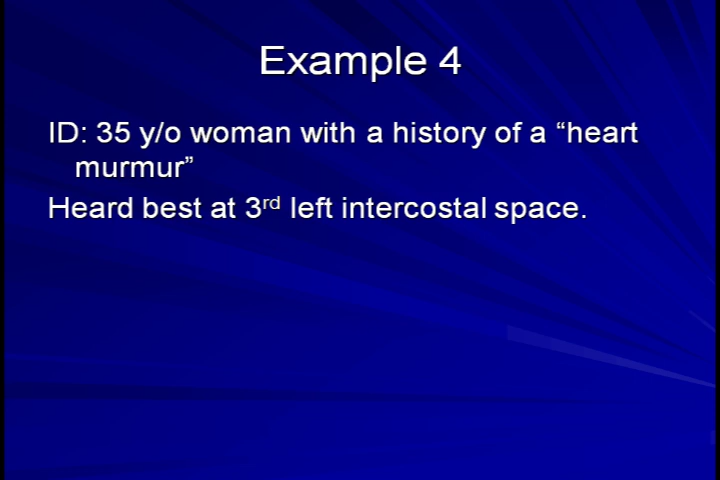 Example 4
ID: 35 y/o woman with a history of a “heart
murmur”
Heard best at 3rd left intercostal space.